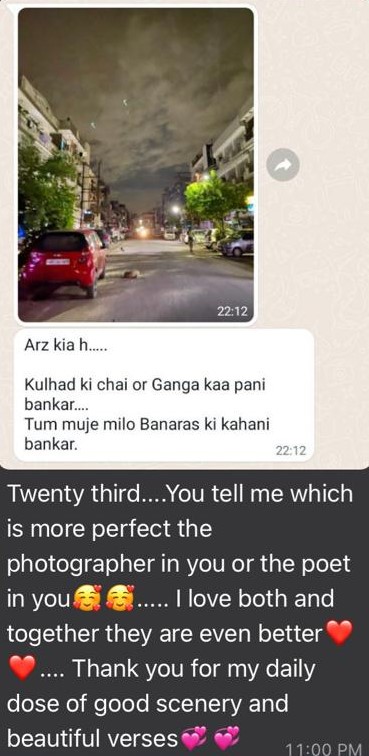 22:12
Arz kia h.....
Kulhad ki chai or Ganga kaa pani
bankar....
Tum muje milo Banaras ki kahani
bankar.
22:12
Twenty third....You tell me which
is more perfect the
photographer in you or the poet
in you🥰🥰..... I love both and
together they are even better❤️
❤️.... Thank you for my daily
dose of good scenery and
beautiful verses💞💞
11:00 PM